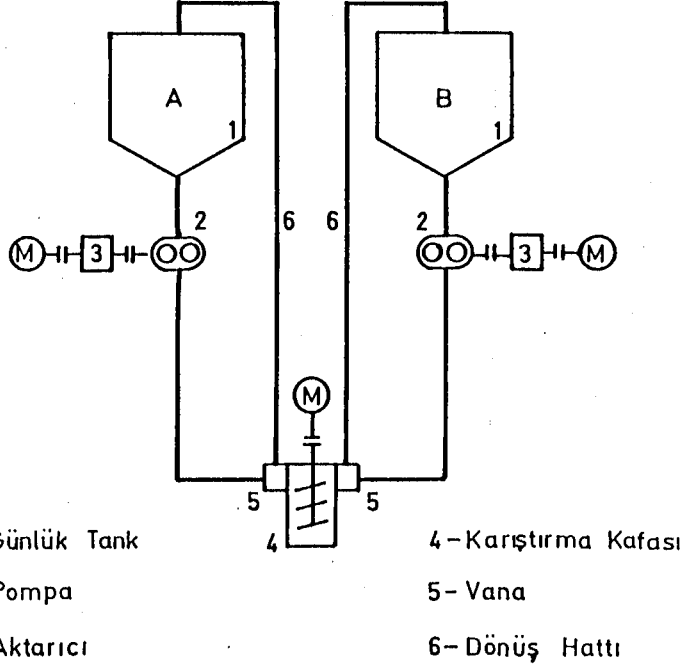 A
B
1
1
2
6
6
2
M
3
3
M
M
5
5
4
Günlük Tank
4-Karıştırma Kafası
Pompa
5- Vana
Aktarıcı
6-Dönüş Hattı